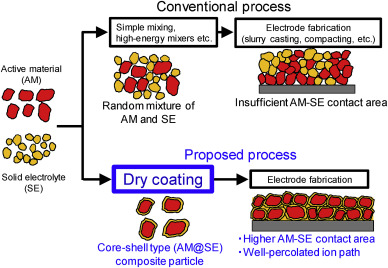 Conventional process
Simple mixing,
high-energy mixers etc.
Electrode fabrication
(slurry casting, compacting, etc.)
Active material
(AM)
Random mixture of
AM and SE
Insufficient AM-SE contact area
Solid electrolyte
(SE)
Proposed process
Dry coating
Electrode fabrication
Core-shell type (AM@SE)
composite particle
・Higher AM-SE contact area
・Well-percolated ion path